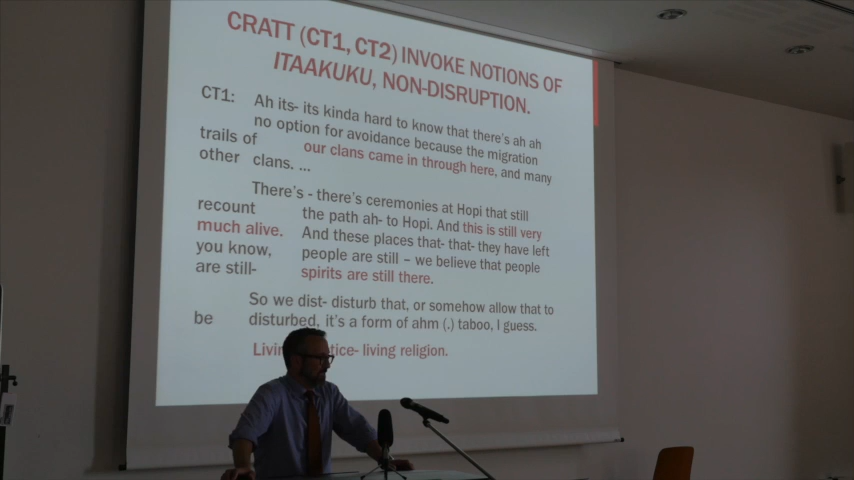 CRATT (CT1, CT2) INVOKE NOTIONS OF
ITAAKUKU, NON-DISRUPTION.
CT1: Ah its- its kinda hard to know that there's ah ah
no option for avoidance because the migration
trails of our clans came in through here, and many
other clans. ...
There's - there's ceremonies at Hopi that still
recount the path ah- to Hopi. And this is still very
much alive. And these places that- that- they have left
you know, people are still – we believe that people
are still- spirits are still there.
So we dist- disturb that, or somehow allow that to
be disturbed, it's a form of ahm (.) taboo, I guess.
living religion.